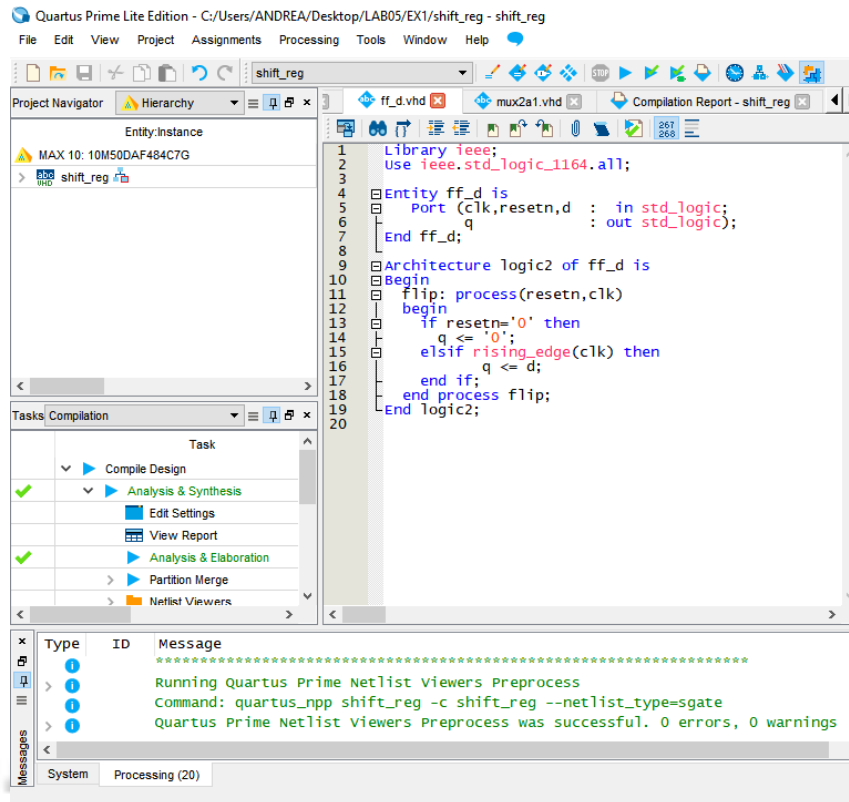 Quartus Prime Lite Edition - C:/Users/ANDREA/Desktop/LAB05/EX1/shift_reg - shift_reg
File Edit View Project Assignments Processing Tools Window Help
shift_reg
STOP
Project Navigator Hierarchy
Entity:Instance
MAX 10: 10M50DAF484C7G
abc VHD shift_reg
Tasks Compilation
Task
Compile Design
Analysis & Synthesis
Edit Settings
View Report
Analysis & Elaboration
Partition Merge
Netlist Viewers
abc ff_d.vhd abc mux2a1.vhd Compilation Report - shift_reg
267 268
1 Library ieee;
2 Use ieee.std_logic_1164.all;
3
4 Entity ff_d is
5 Port (clk,resetn,d : in std_logic;
6 q : out std_logic);
7 End ff_d;
8
9 Architecture logic2 of ff_d is
10 Begin
11 flip: process(resetn,clk)
12 begin
13 if resetn='0' then
14 q <= '0';
15 elsif rising_edge(clk) then
16 q <= d;
17 end if;
18 end process flip;
19 End logic2;
20
Type ID Message
*******************************************************************
Running Quartus Prime Netlist Viewers Preprocess
Command: quartus_npp shift_reg -c shift_reg --netlist_type=sgate
Quartus Prime Netlist Viewers Preprocess was successful. 0 errors, 0 warnings
System Processing (20)
Messages